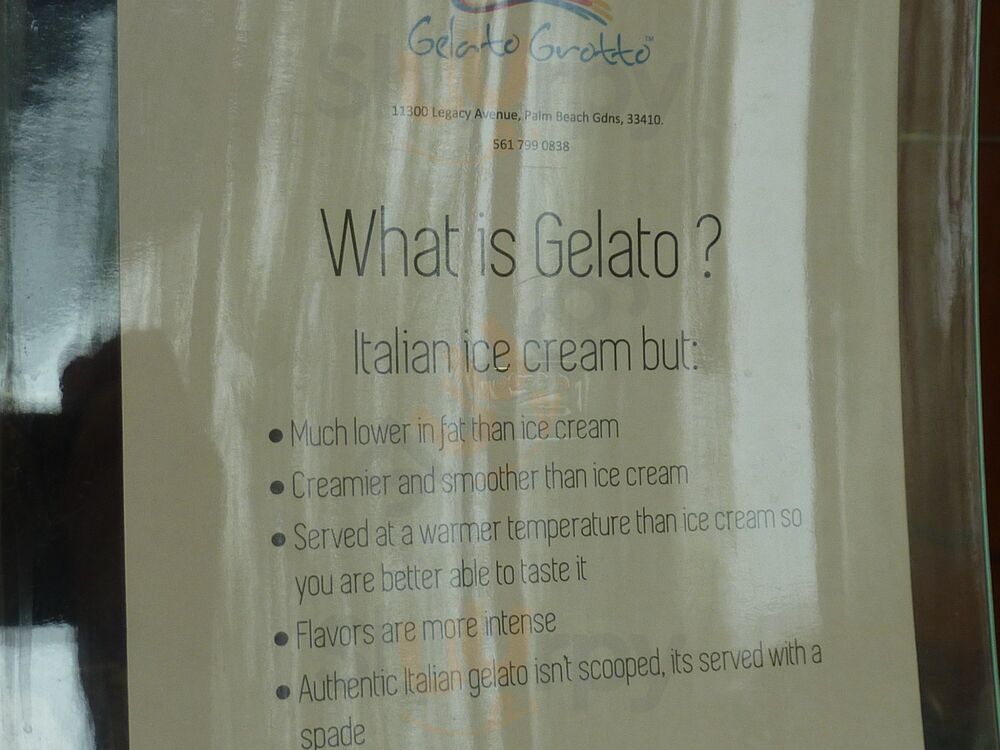 Gelato Grotto™
11300 Legacy Avenue, Palm Beach Gdns, 33410.
561 799 0838
What is Gelato ?
Italian ice cream but:
• Much lower in fat than ice cream
• Creamier and smoother than ice cream
• Served at a warmer temperature than ice cream so
you are better able to taste it
• Flavors are more intense
• Authentic Italian gelato isn't scooped, its served with a
spade